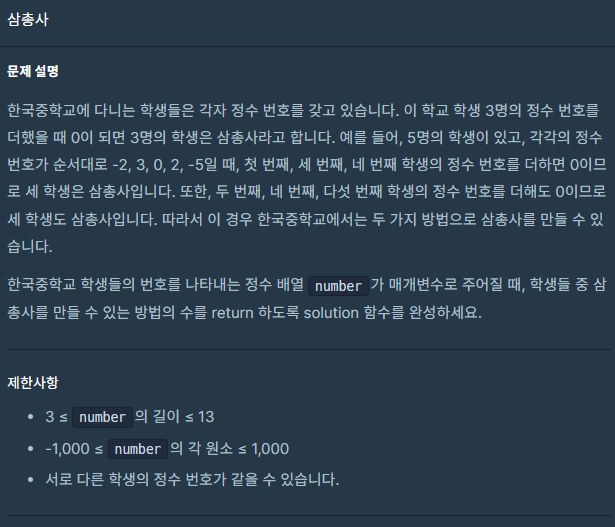 삼총사
문제 설명
한국중학교에 다니는 학생들은 각자 정수 번호를 갖고 있습니다. 이 학교 학생 3명의 정수 번호를
더했을 때 0이 되면 3명의 학생은 삼총사라고 합니다. 예를 들어, 5명의 학생이 있고, 각각의 정수
번호가 순서대로 -2, 3, 0, 2, -5일 때, 첫 번째, 세 번째, 네 번째 학생의 정수 번호를 더하면 0이므
로 세 학생은 삼총사입니다. 또한, 두 번째, 네 번째, 다섯 번째 학생의 정수 번호를 더해도 0이므로
세 학생도 삼총사입니다. 따라서 이 경우 한국중학교에서는 두 가지 방법으로 삼총사를 만들 수 있
습니다.
한국중학교 학생들의 번호를 나타내는 정수 배열 number 가 매개변수로 주어질 때, 학생들 중 삼
총사를 만들 수 있는 방법의 수를 return 하도록 solution 함수를 완성하세요.
제한사항
• 3 ≤ number 의 길이 ≤ 13
• -1,000 ≤ number 의 각 원소 ≤ 1,000
• 서로 다른 학생의 정수 번호가 같을 수 있습니다.